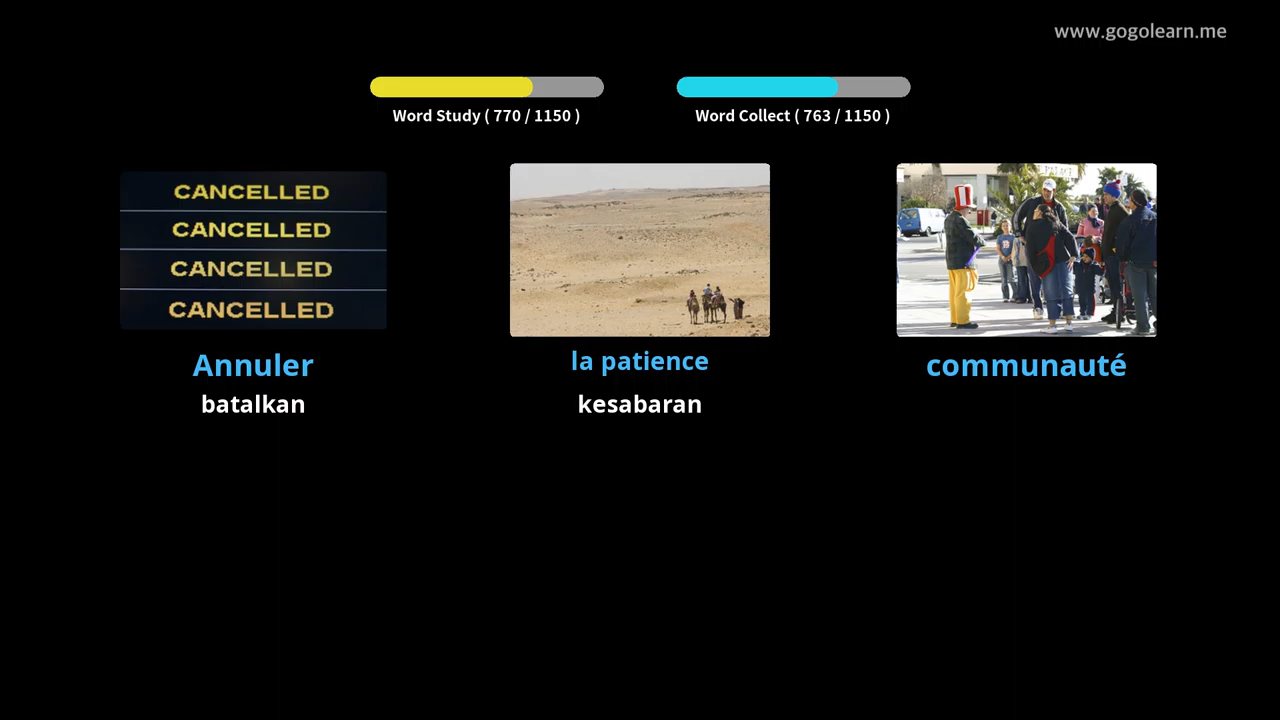 www.gogolearn.me
Word Study ( 770 / 1150 )
Word Collect ( 763 / 1150 )
CANCELLED
CANCELLED
CANCELLED
CANCELLED
Annuler
batalkan
la patience
kesabaran
communauté